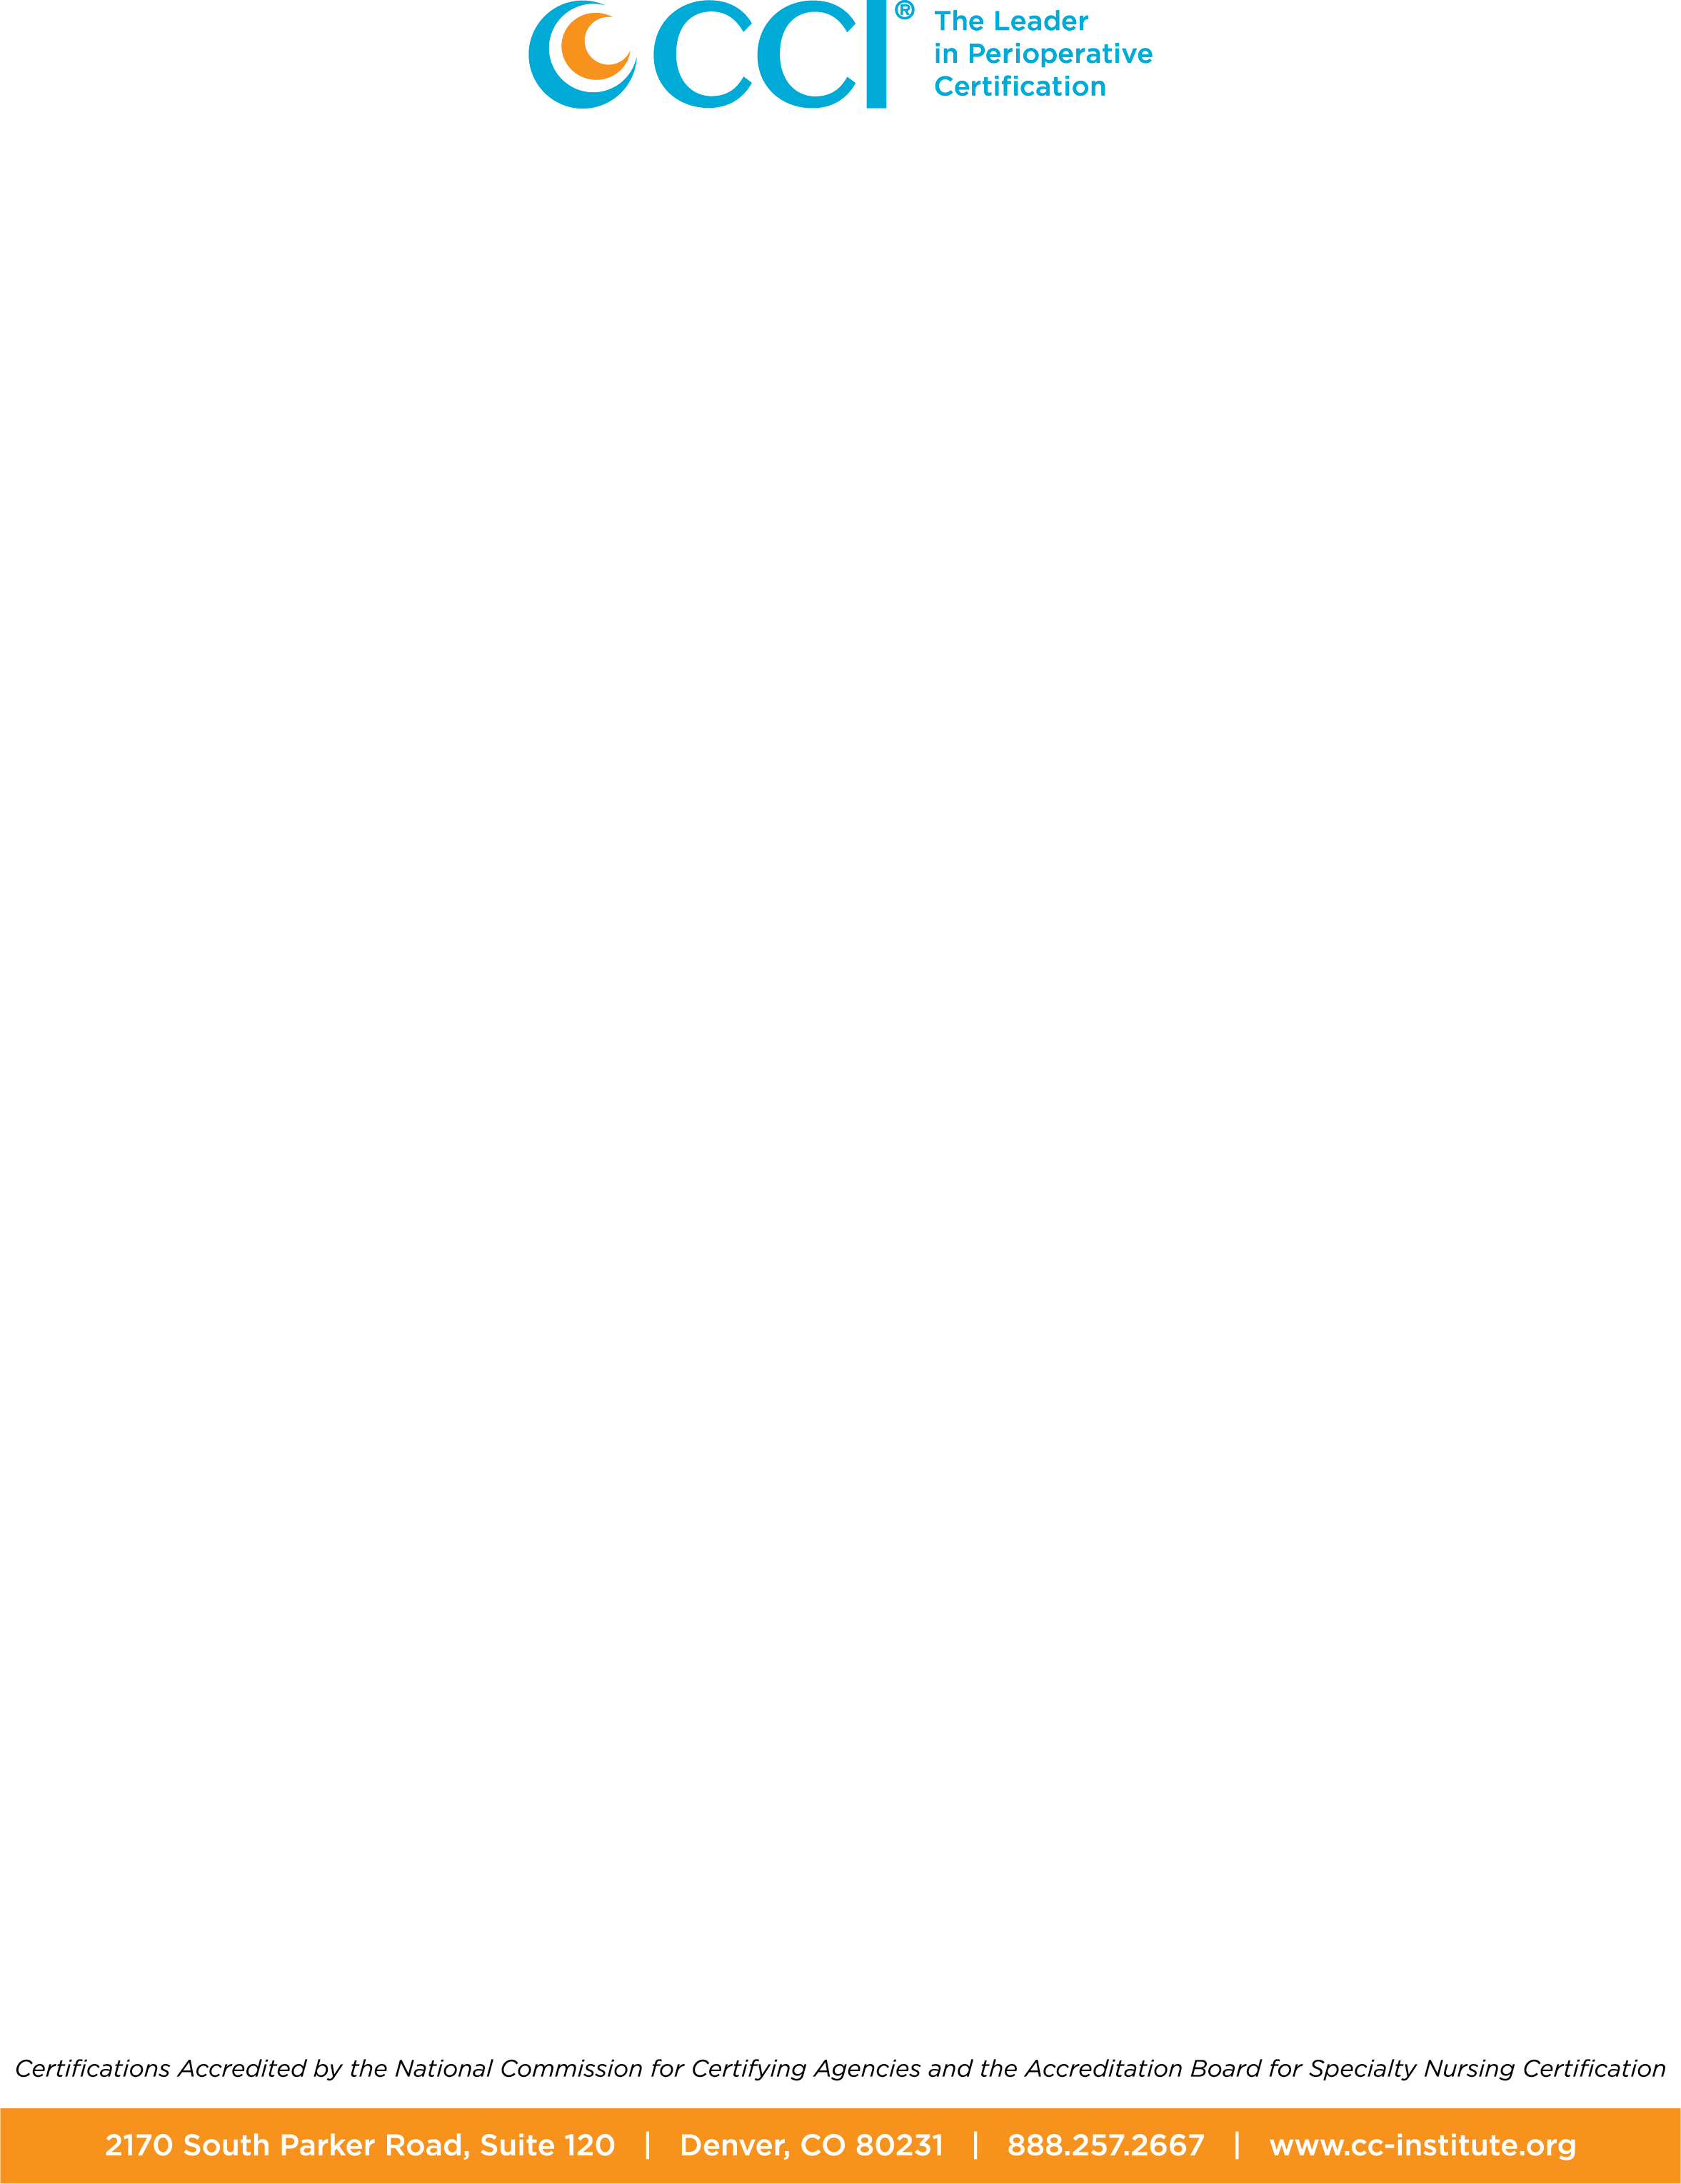 CCI®
The Leader
in Perioperative
Certification
Certifications Accredited by the National Commission for Certifying Agencies and the Accreditation Board for Specialty Nursing Certification
2170 South Parker Road, Suite 120 | Denver, CO 80231 | 888.257.2667 | www.cc-institute.org